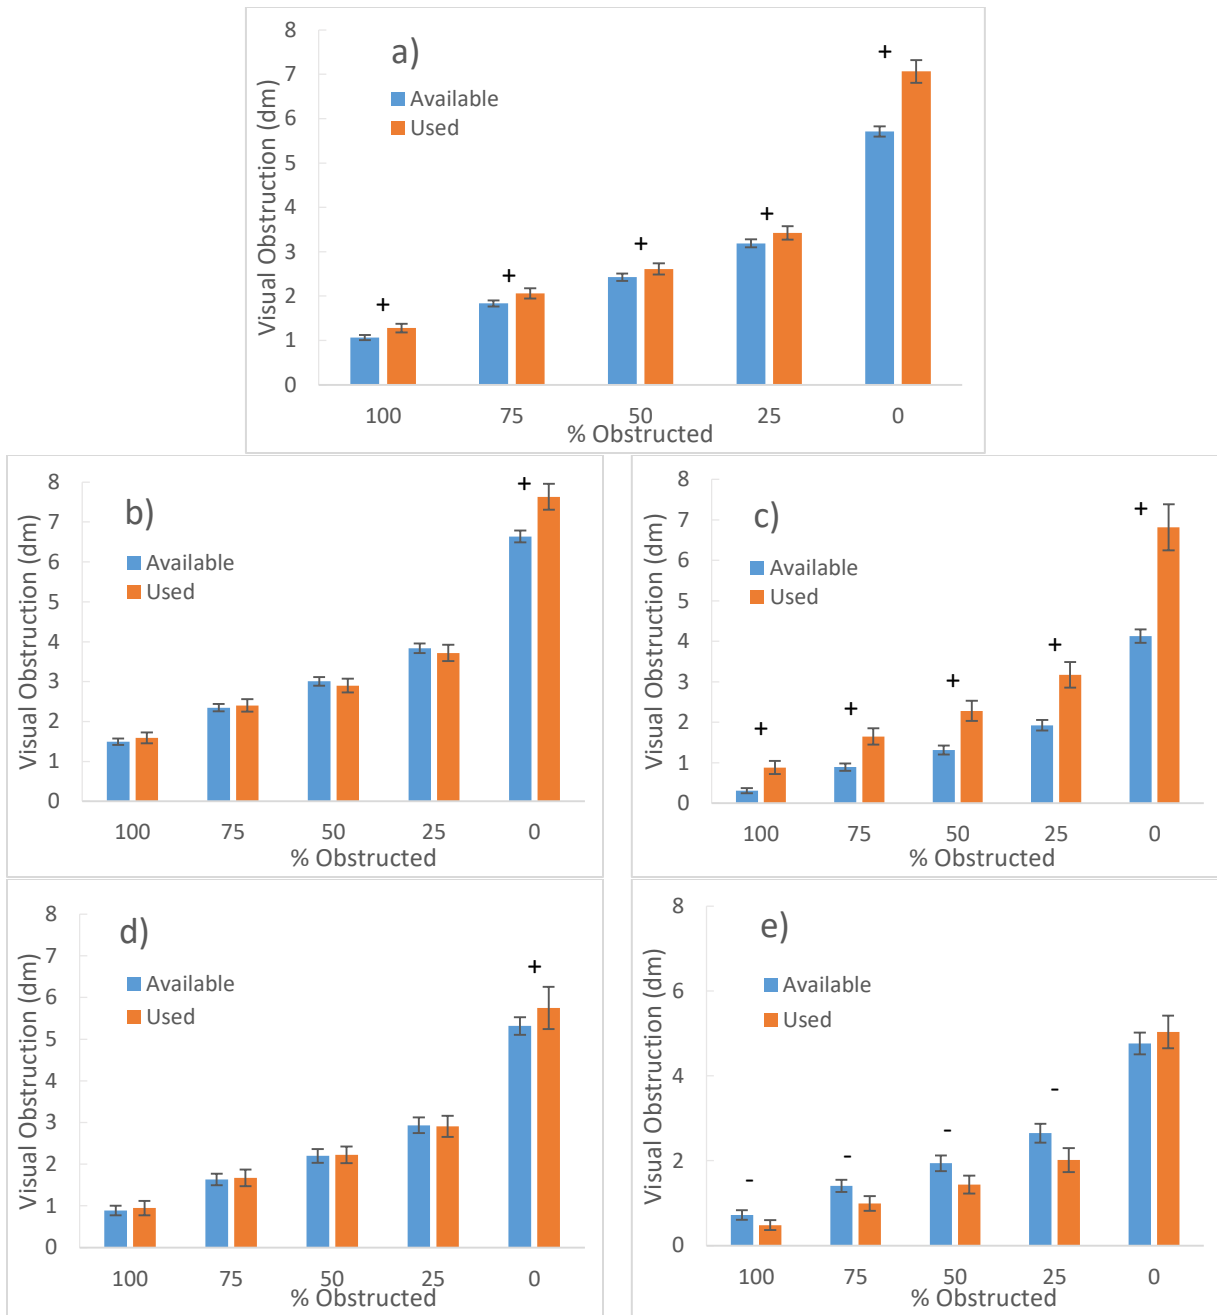 a)
Visual Obstruction (dm)
8
7
6
5
4
3
2
1
0
Available
Used
+ + + + +
100 75 50 25 0
% Obstructed
b)
Visual Obstruction (dm)
8
7
6
5
4
3
2
1
0
Available
Used
+
100 75 50 25 0
% Obstructed
c)
Visual Obstruction (dm)
8
7
6
5
4
3
2
1
0
Available
Used
+ + + + +
100 75 50 25 0
% Obstructed
d)
Visual Obstruction (dm)
8
7
6
5
4
3
2
1
0
Available
Used
+
100 75 50 25 0
% Obstructed
e)
Visual Obstruction (dm)
8
6
4
2
0
Available
Used
- - - -
100 75 50 25 0
% Obstructed